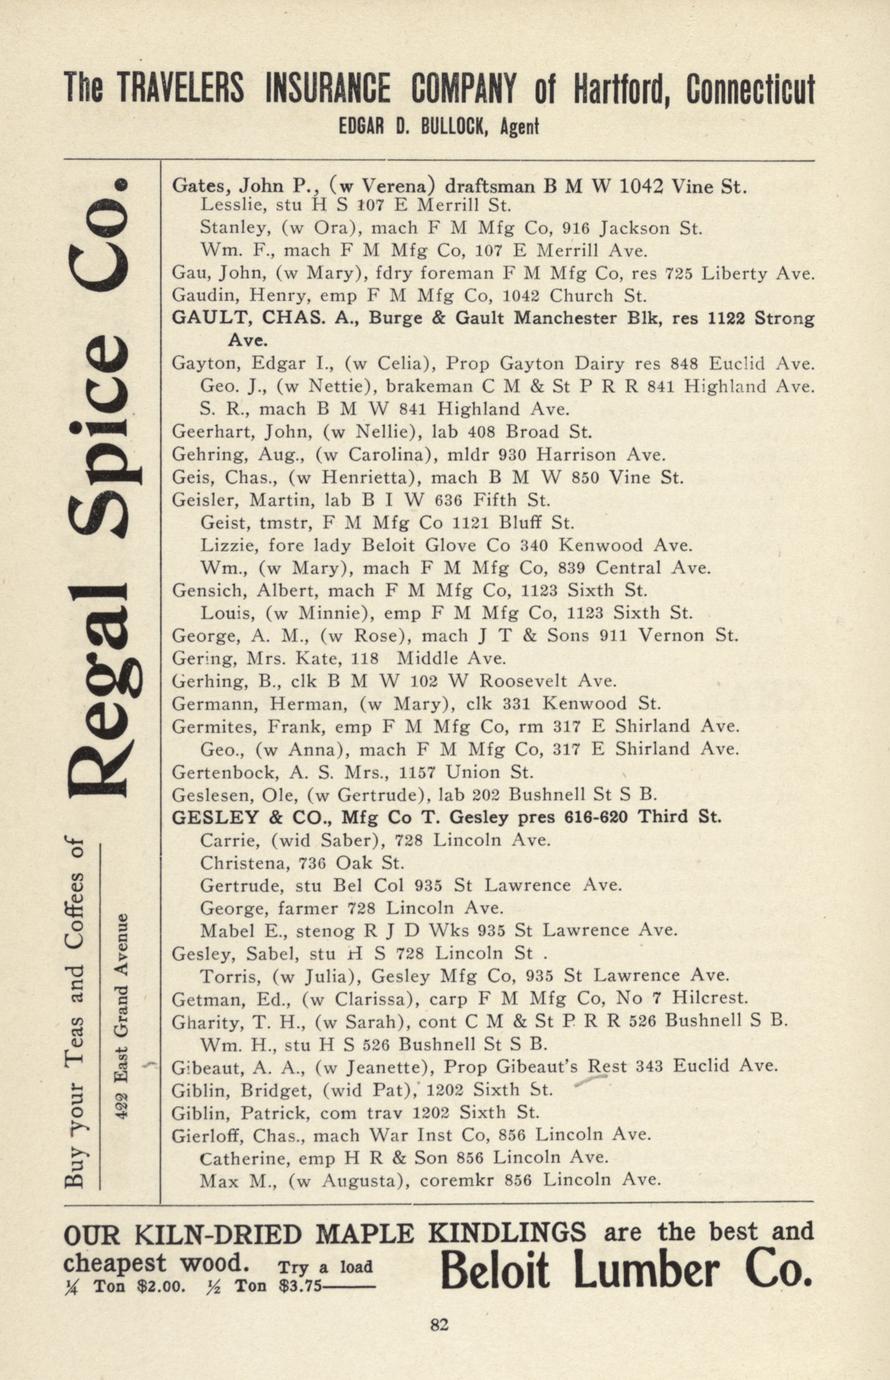 The TRAVELERS INSURANCE COMPANY of Hartford, Connecticut
EDGAR D. BULLOCK, Agent
Buy your Teas and Coffees of Regal Spice Co.
422 East Grand Avenue
Gates, John P., (w Verena) draftsman B M W 1042 Vine St.
Lesslie, stu H S 107 E Merrill St.
Stanley, (w Ora), mach F M Mfg Co, 916 Jackson St.
Wm. F., mach F M Mfg Co, 107 E Merrill Ave.
Gau, John, (w Mary), fdry foreman F M Mfg Co, res 725 Liberty Ave.
Gaudin, Henry, emp F M Mfg Co, 1042 Church St.
GAULT, CHAS. A., Burge & Gault Manchester Blk, res 1122 Strong
Ave.
Gayton, Edgar I., (w Celia), Prop Gayton Dairy res 848 Euclid Ave.
Geo. J., (w Nettie), brakeman C M & St P R R 841 Highland Ave.
S. R., mach B M W 841 Highland Ave.
Geerhart, John, (w Nellie), lab 408 Broad St.
Gehring, Aug., (w Carolina), mldr 930 Harrison Ave.
Geis, Chas., (w Henrietta), mach B M W 850 Vine St.
Geisler, Martin, lab B I W 636 Fifth St.
Geist, tmstr, F M Mfg Co 1121 Bluff St.
Lizzie, fore lady Beloit Glove Co 340 Kenwood Ave.
Wm., (w Mary), mach F M Mfg Co, 839 Central Ave.
Gensich, Albert, mach F M Mfg Co, 1123 Sixth St.
Louis, (w Minnie), emp F M Mfg Co, 1123 Sixth St.
George, A. M., (w Rose), mach J T & Sons 911 Vernon St.
Gering, Mrs. Kate, 118 Middle Ave.
Gerhing, B., clk B M W 102 W Roosevelt Ave.
Germann, Herman, (w Mary), clk 331 Kenwood St.
Germites, Frank, emp F M Mfg Co, rm 317 E Shirland Ave.
Geo., (w Anna), mach F M Mfg Co, 317 E Shirland Ave.
Gertenbock, A. S. Mrs., 1157 Union St.
Geslesen, Ole, (w Gertrude), lab 202 Bushnell St S B.
GESLEY & CO., Mfg Co T. Gesley pres 616-620 Third St.
Carrie, (wid Saber), 728 Lincoln Ave.
Christena, 736 Oak St.
Gertrude, stu Bel Col 935 St Lawrence Ave.
George, farmer 728 Lincoln Ave.
Mabel E., stenog R J D Wks 935 St Lawrence Ave.
Gesley, Sabel, stu H S 728 Lincoln St .
Torris, (w Julia), Gesley Mfg Co, 935 St Lawrence Ave.
Getman, Ed., (w Clarissa), carp F M Mfg Co, No 7 Hilcrest.
Gharity, T. H., (w Sarah), cont C M & St P R R 526 Bushnell S B.
Wm. H., stu H S 526 Bushnell St S B.
Gibeaut, A. A., (w Jeanette), Prop Gibeaut's Rest 343 Euclid Ave.
Giblin, Bridget, (wid Pat), 1202 Sixth St.
Giblin, Patrick, com trav 1202 Sixth St.
Gierloff, Chas., mach War Inst Co, 856 Lincoln Ave.
Catherine, emp H R & Son 856 Lincoln Ave.
Max M., (w Augusta), coremkr 856 Lincoln Ave.
OUR KILN-DRIED MAPLE KINDLINGS are the best and
cheapest wood. Try a load
¼ Ton $2.00. ½ Ton $3.75
Beloit Lumber Co.
82